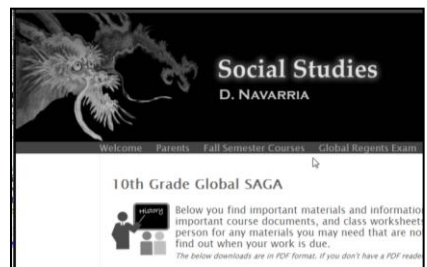 Social Studies
D. NAVARRIA
Welcome Parents Fall Semester Courses Global Regents Exam
10th Grade Global SAGA
History
Below you find important materials and informatio
important course documents, and class worksheets
person for any materials you may need that are no
find out when your work is due.
The below downloads are in PDF format. If you don't have a PDF reade